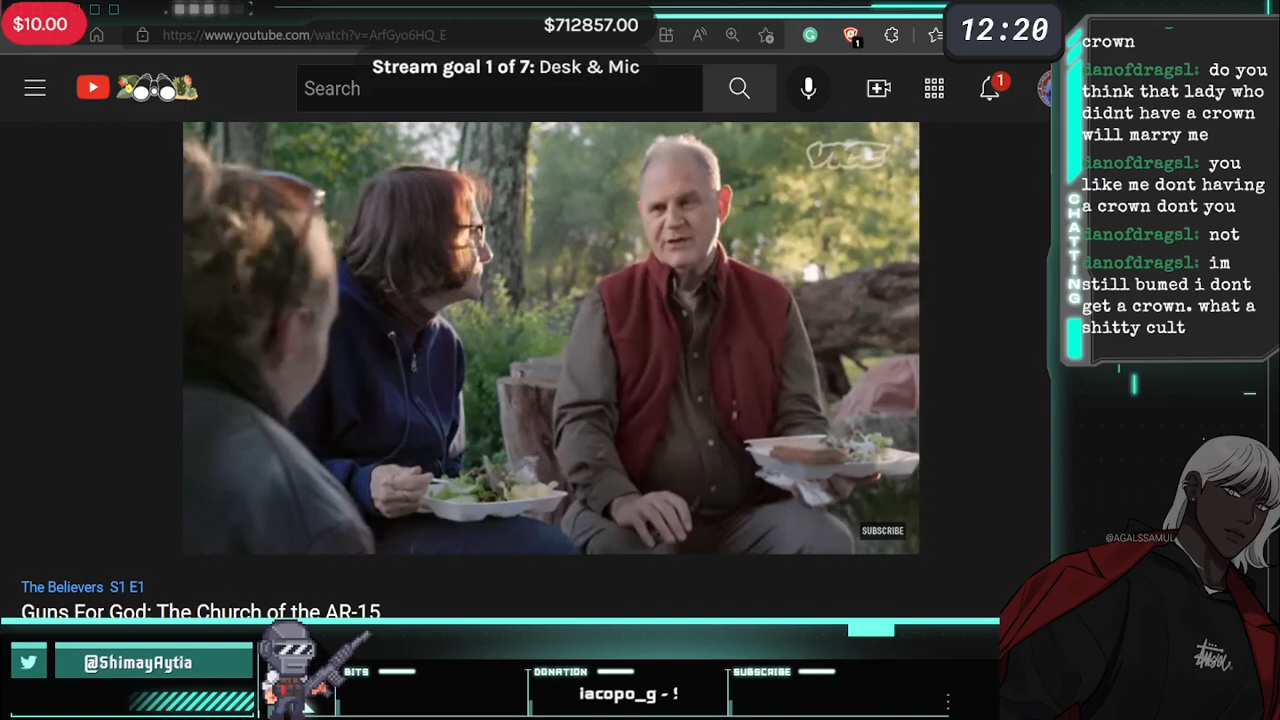 $10.00
$712857.00
Stream goal 1 of 7: Desk & Mic
12:20
https://www.youtube.com/watch?v=ArfGyo6HQ_E
1
Search
1
VICE
SUBSCRIBE
The Believers S1 E1
Guns For God: The Church of the AR-15
CHATTING
crown
danofdragsl: do you
think that lady who
didnt have a crown
will marry me
danofdragsl: you
like me dont having
a crown dont you
danofdragsl: not
danofdragsl: im
still bumed i dont
get a crown. what a
shitty cult
@AGALSSAMUL
@ShimayAytia
BITS
DONATION
iacopo_g - !
SUBSCRIBE